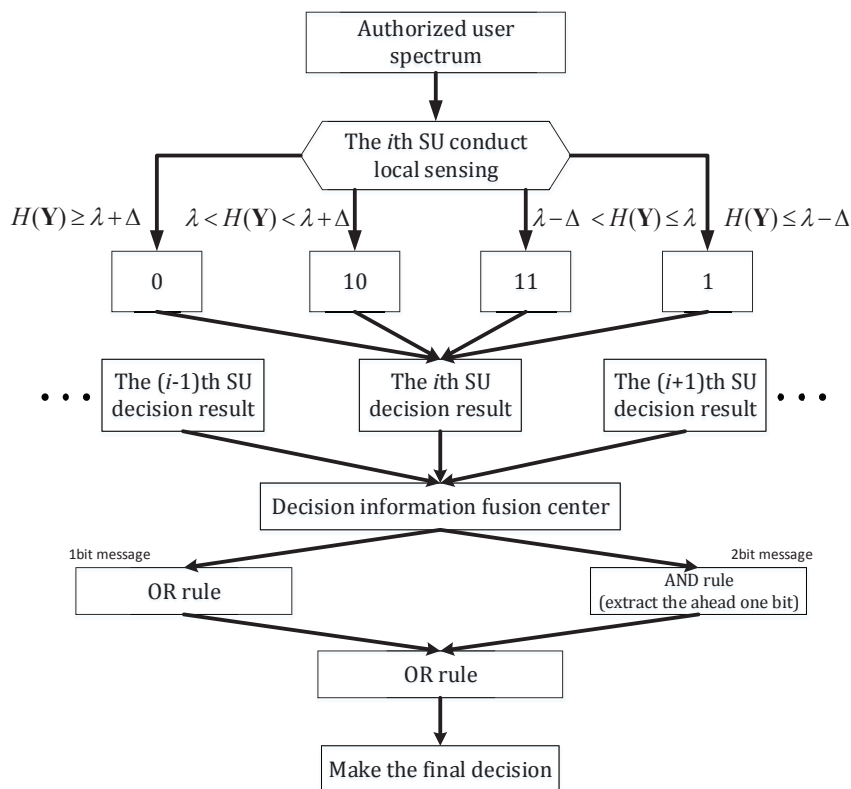 Authorized user
spectrum
The ith SU conduct
local sensing
H(Y) ≥ λ + Δ
λ < H(Y) < λ + Δ
λ − Δ < H(Y) ≤ λ
H(Y) ≤ λ − Δ
0
10
11
1
• • •
The (i-1)th SU
decision result
The ith SU
decision result
The (i+1)th SU
decision result
• • •
Decision information fusion center
1bit message
2bit message
OR rule
AND rule
(extract the ahead one bit)
OR rule
Make the final decision